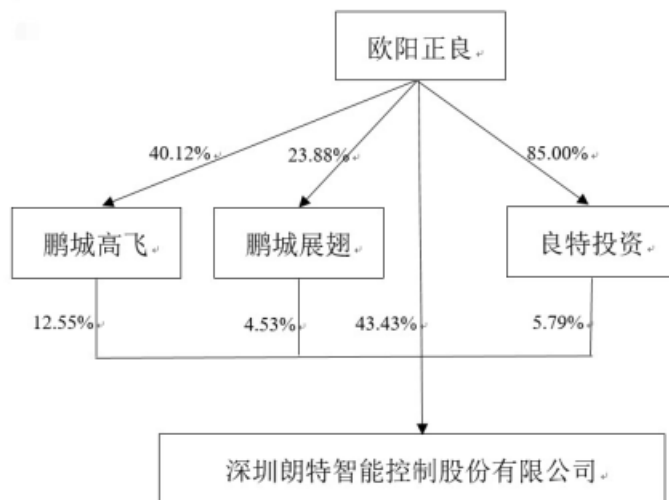 欧阳正良
40.12%
23.88%
85.00%
鹏城高飞
鹏城展翅
良特投资
12.55%
4.53%
43.43%
5.79%
深圳朗特智能控制股份有限公司